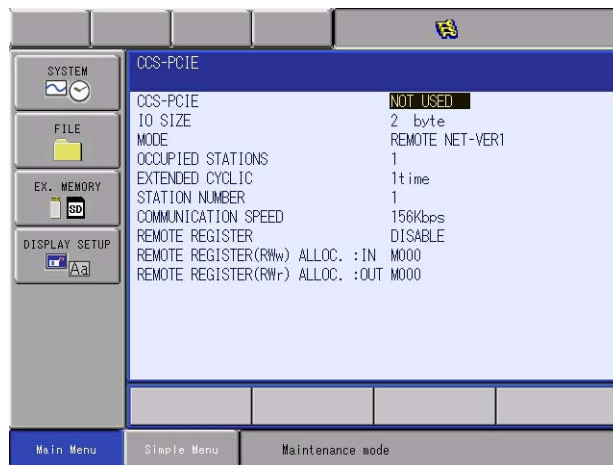 SYSTEM
FILE
EX. MEMORY
SD
DISPLAY SETUP
Aa
CCS-PCIE
CCS-PCIE NOT USED
IO SIZE 2 byte
MODE REMOTE NET-VER1
OCCUPIED STATIONS 1
EXTENDED CYCLIC 1time
STATION NUMBER 1
COMMUNICATION SPEED 156Kbps
REMOTE REGISTER DISABLE
REMOTE REGISTER(RWw) ALLOC. :IN M000
REMOTE REGISTER(RWr) ALLOC. :OUT M000
Main Menu Simple Menu Maintenance mode